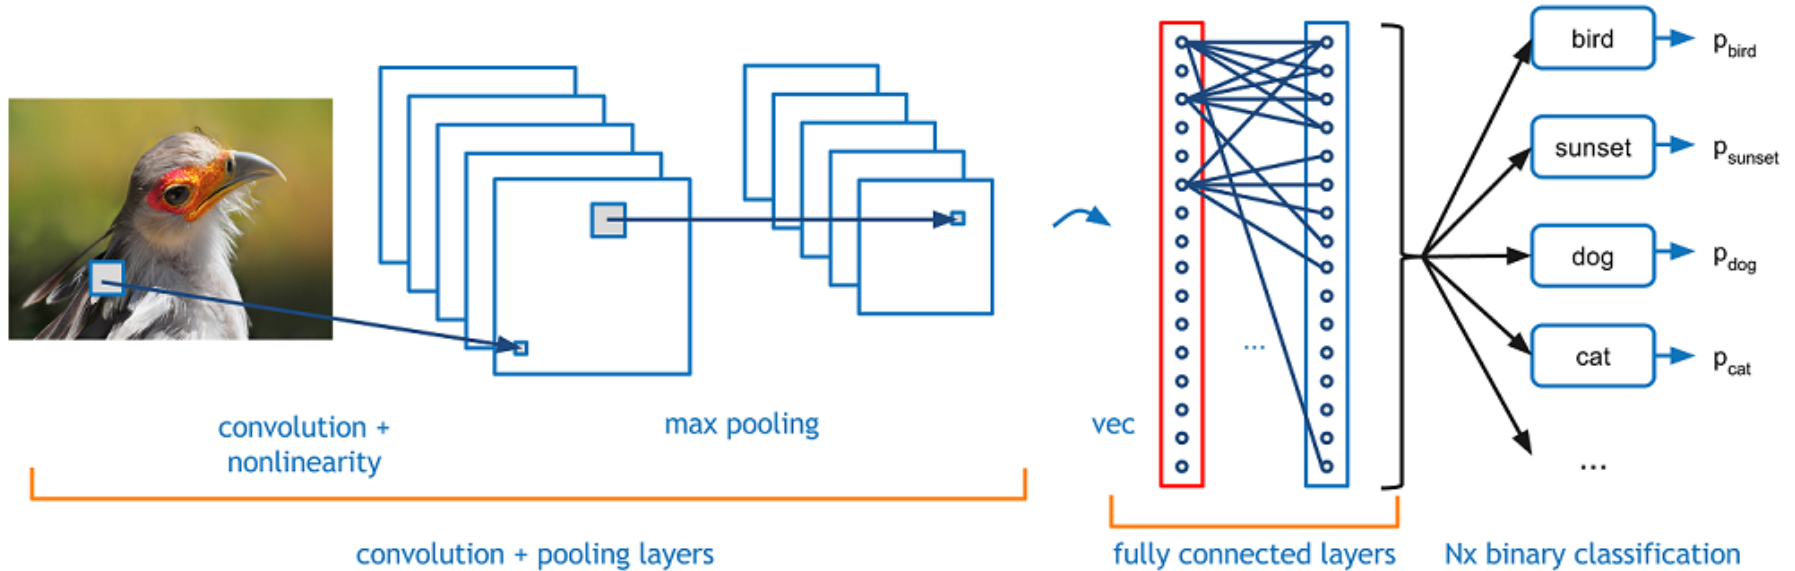 bird
p_bird
sunset
p_sunset
dog
p_dog
cat
p_cat
...
...
convolution +
nonlinearity
max pooling
vec
convolution + pooling layers
fully connected layers
Nx binary classification